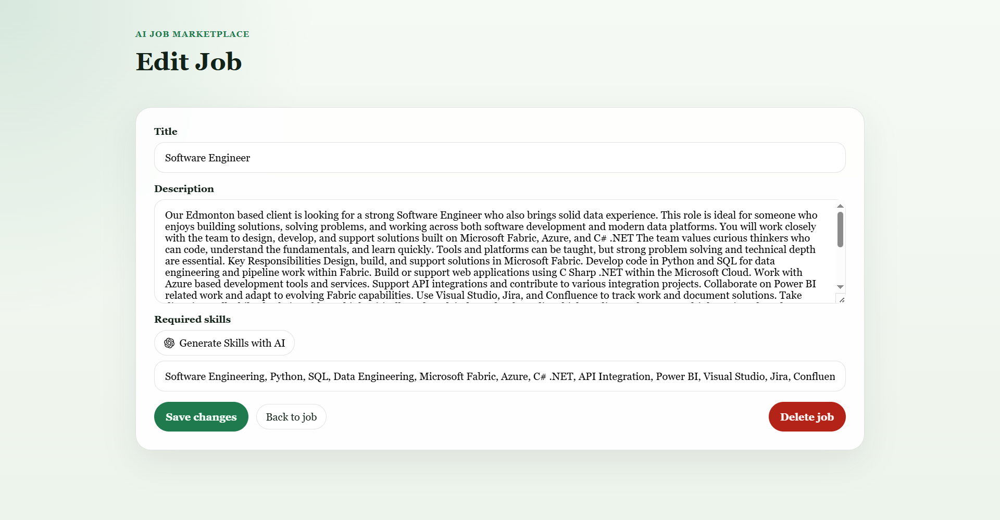 AI JOB MARKETPLACE
Edit Job
Title
Software Engineer
Description
Our Edmonton based client is looking for a strong Software Engineer who also brings solid data experience. This role is ideal for someone who
enjoys building solutions, solving problems, and working across both software development and modern data platforms. You will work closely
with the team to design, develop, and support solutions built on Microsoft Fabric, Azure, and C# .NET The team values curious thinkers who
can code, understand the fundamentals, and learn quickly. Tools and platforms can be taught, but strong problem solving and technical depth
are essential. Key Responsibilities Design, build, and support solutions in Microsoft Fabric. Develop code in Python and SQL for data
engineering and pipeline work within Fabric. Build or support web applications using C Sharp .NET within the Microsoft Cloud. Work with
Azure based development tools and services. Support API integrations and contribute to various integration projects. Collaborate on Power BI
related work and adapt to evolving Fabric capabilities. Use Visual Studio, Jira, and Confluence to track work and document solutions. Take
Required skills
Generate Skills with AI
Software Engineering, Python, SQL, Data Engineering, Microsoft Fabric, Azure, C# .NET, API Integration, Power BI, Visual Studio, Jira, Confluen
Save changes
Back to job
Delete job